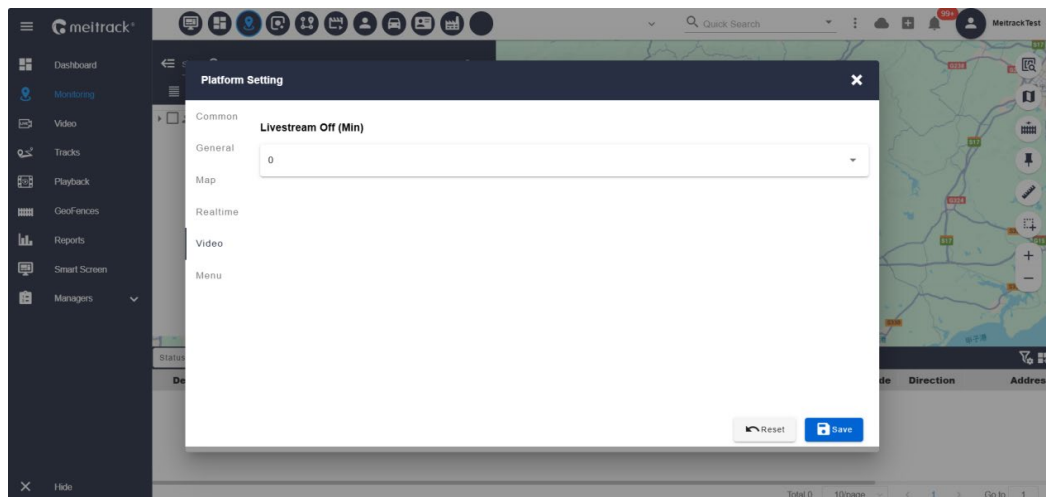 meitrack®
Quick Search
99+
MeitrackTest
Dashboard
Monitoring
Video
Tracks
Playback
GeoFences
Reports
Smart Screen
Managers
Hide
Platform Setting
Common
General
Map
Realtime
Video
Menu
Livestream Off (Min)
0
Reset
Save
Status
De
de Direction Addres
Total 0 10/page 1 Go to 1